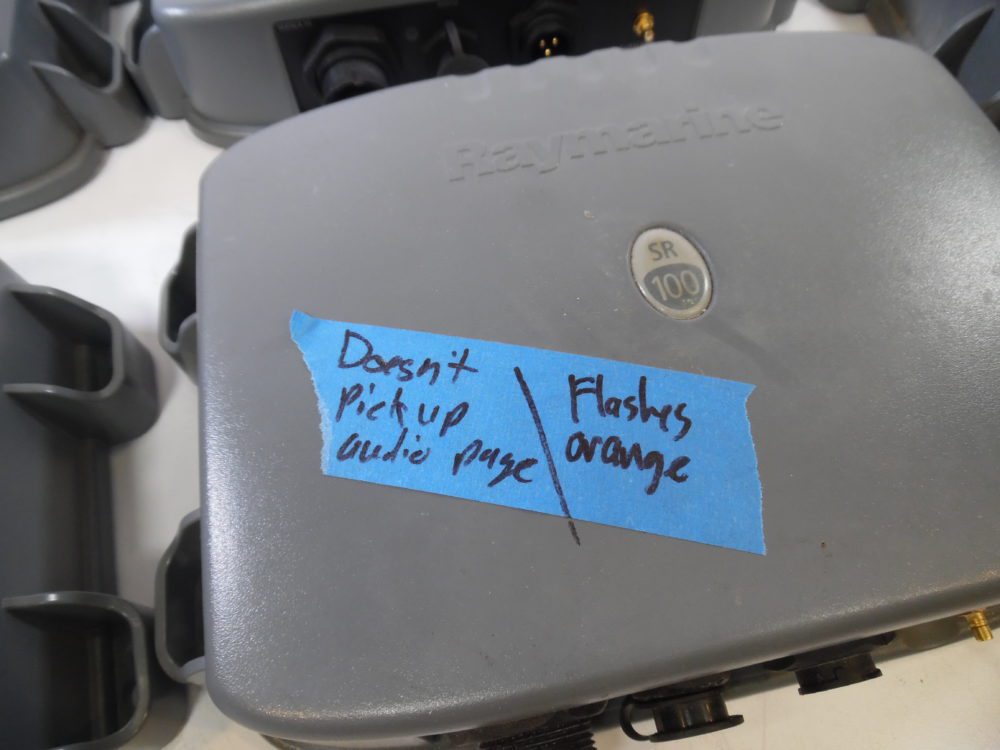 Raymarine
SR
100
Doesn't
Pick up
audio page
Flashes
orange